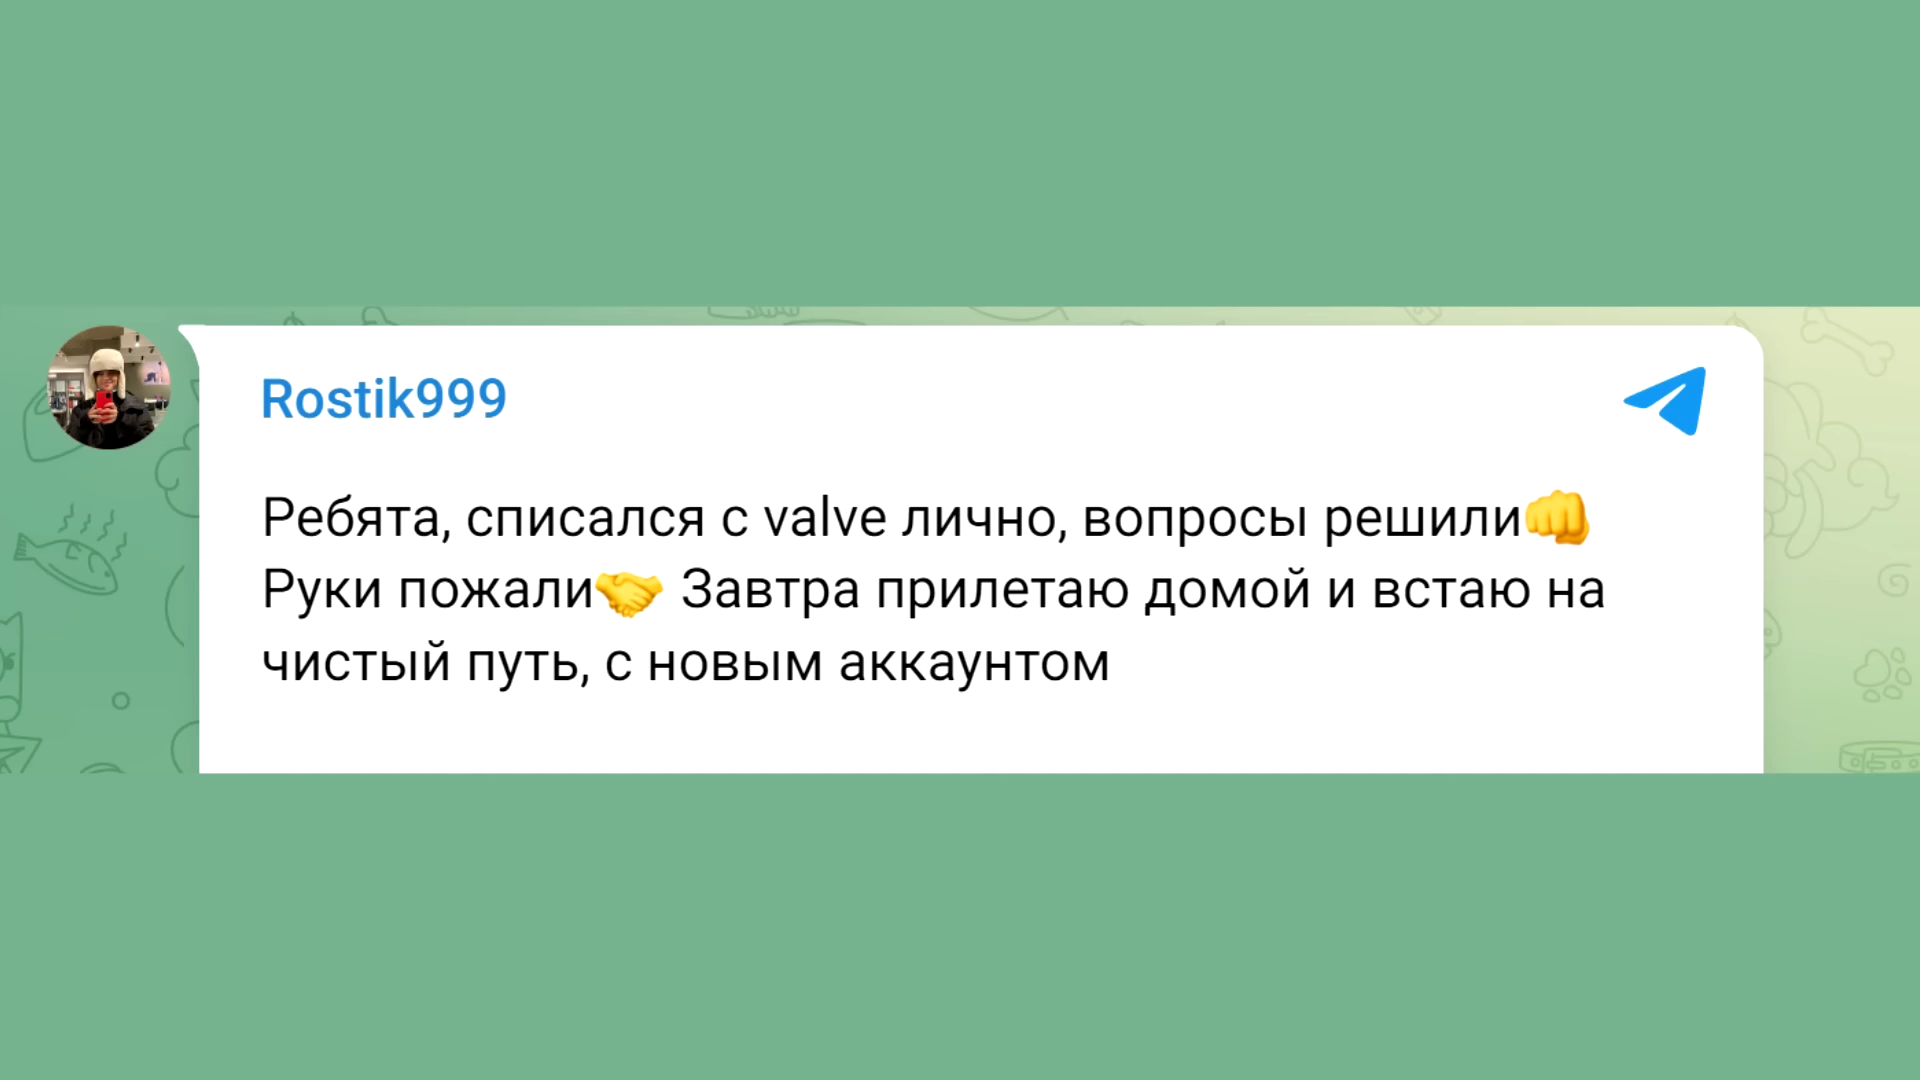 Rostik999
Ребята, списался с valve лично, вопросы решили👊
Руки пожали🤝 Завтра прилетаю домой и встаю на
чистый путь, с новым аккаунтом